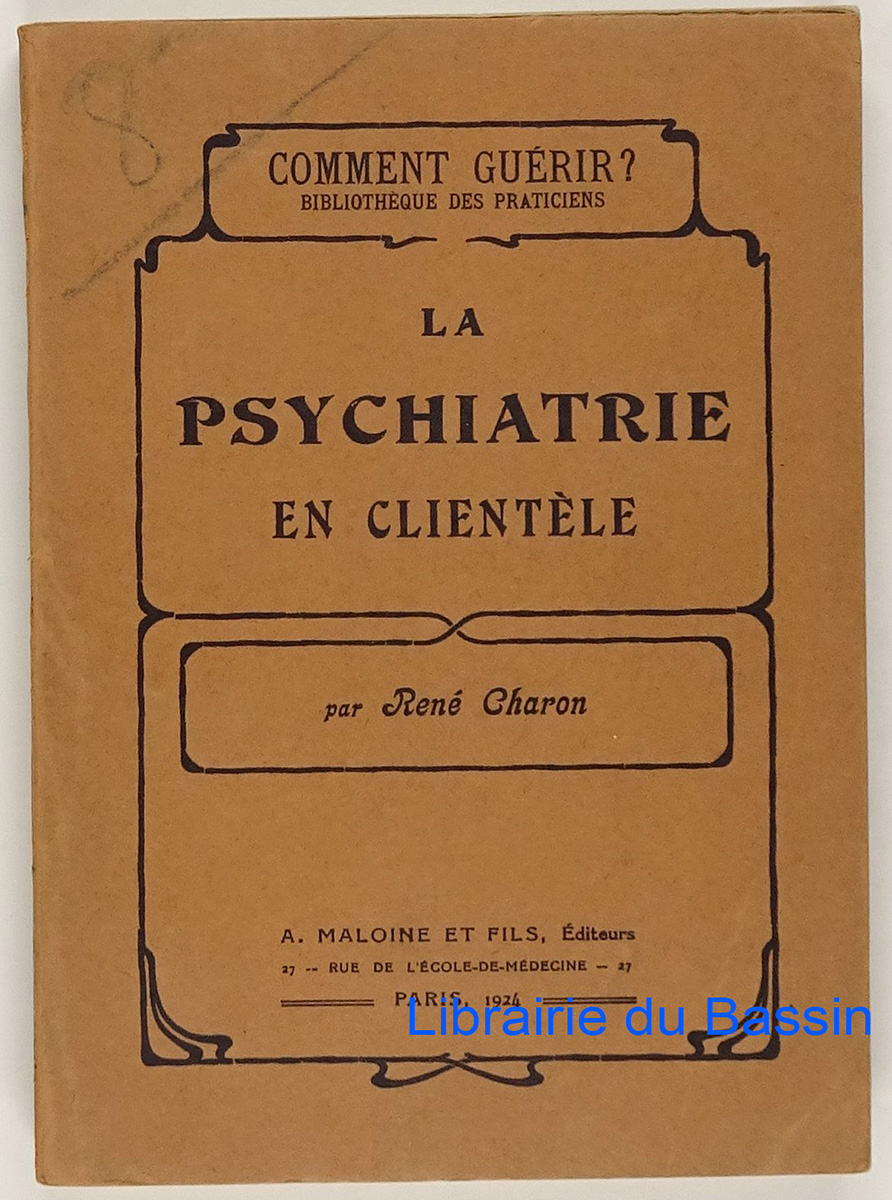 8
COMMENT GUÉRIR?
BIBLIOTHÈQUE DES PRATICIENS
LA
PSYCHIATRIE
EN CLIENTÈLE
par René Charon
A. MALOINE ET FILS, Éditeurs
27 -- RUE DE L'ÉCOLE-DE-MÉDECINE — 27
PARIS, 1924
Librairie du Bassin